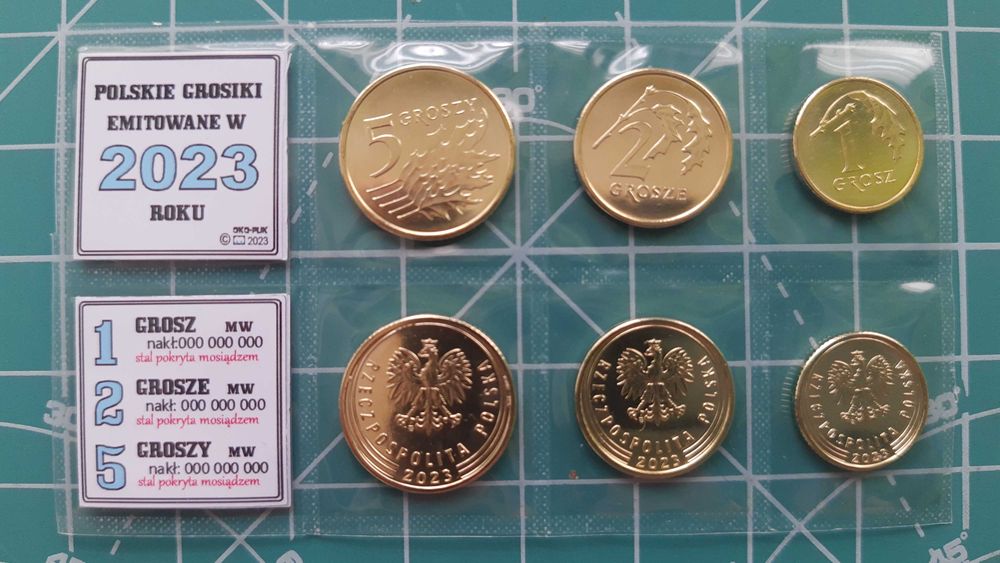 POLSKIE GROSIKI
EMITOWANE W
2023
ROKU
OKO-PUK
© 2023
5 GROSZY
2
GROSZE
1
GROSZ
1 GROSZ MW
nakł:000 000 000
stal pokryta mosiądzem
2 GROSZE MW
nakł: 000 000 000
stal pokryta mosiądzem
5 GROSZY MW
nakł: 000 000 000
stal pokryta mosiądzem
RZECZPOSPOLITA POLSKA
2023
RZECZPOSPOLITA POLSKA
2023
RZECZPOSPOLITA POLSKA
2023
45°